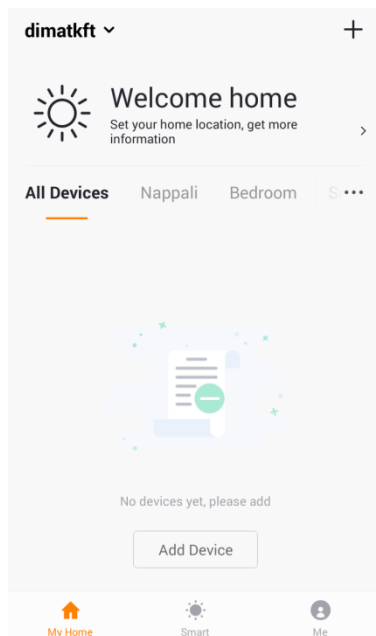 dimatkft
Welcome home
Set your home location, get more
information
All Devices Nappali Bedroom
No devices yet, please add
Add Device
My Home Smart Me